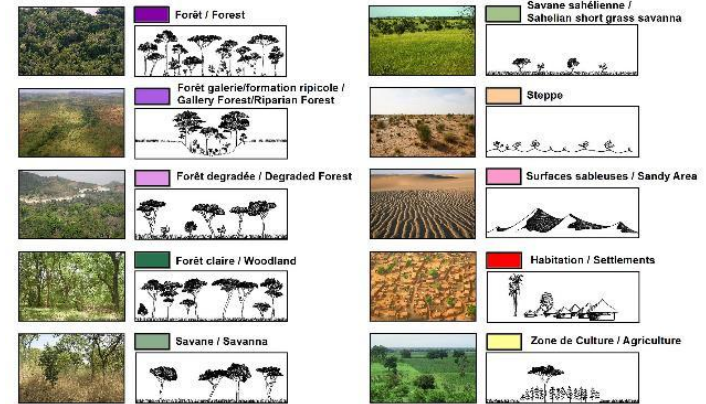 Forêt / Forest
Forêt galerie/formation ripicole /
Gallery Forest/Riparian Forest
Forêt degradée / Degraded Forest
Forêt claire / Woodland
Savane / Savanna
Savane sahélienne /
Sahelian short grass savanna
Steppe
Surfaces sableuses / Sandy Area
Habitation / Settlements
Zone de Culture / Agriculture